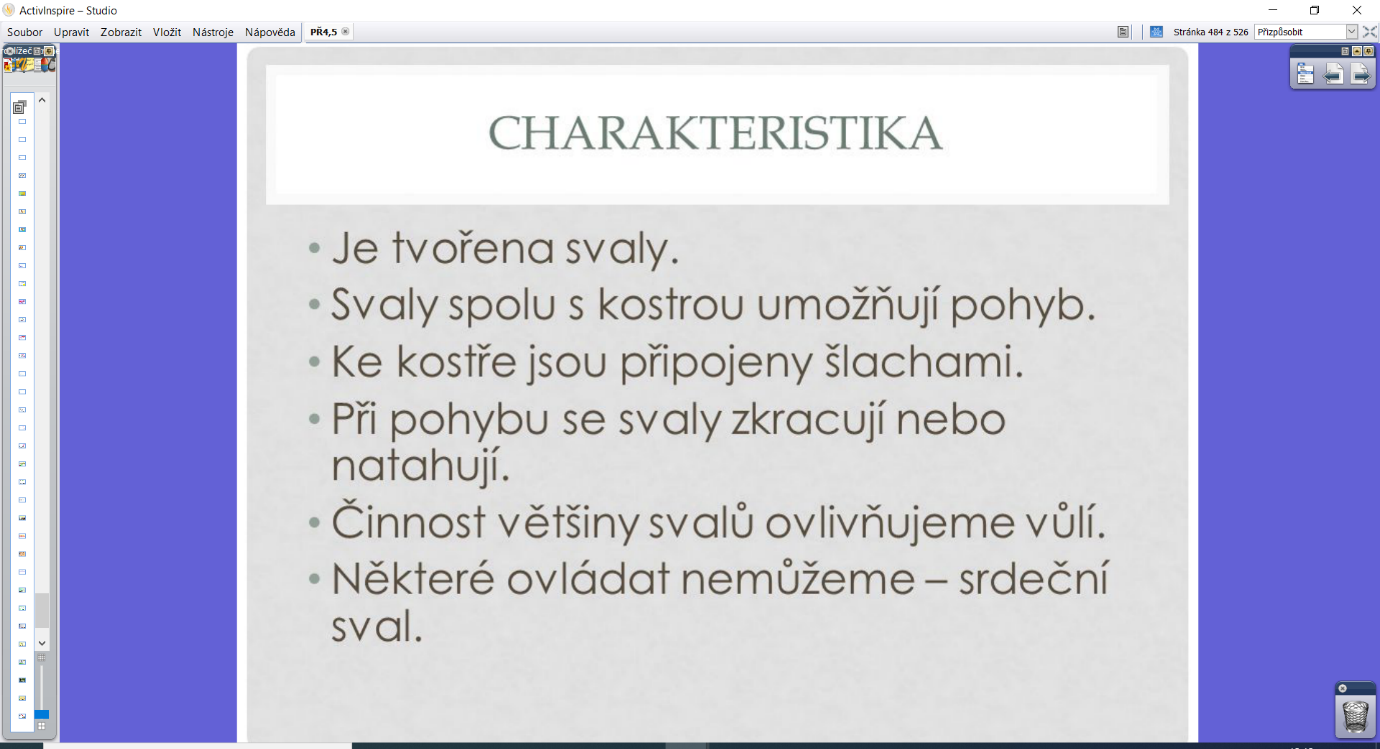 ActivInspire – Studio
Soubor Upravit Zobrazit Vložit Nástroje Nápověda PŘ4,5 Stránka 484 z 526 Přizpůsobit
CHARAKTERISTIKA
• Je tvořena svaly.
• Svaly spolu s kostrou umožňují pohyb.
• Ke kostře jsou připojeny šlachami.
• Při pohybu se svaly zkracují nebo
natahují.
• Činnost většiny svalů ovlivňujeme vůlí.
• Některé ovládat nemůžeme – srdeční
sval.